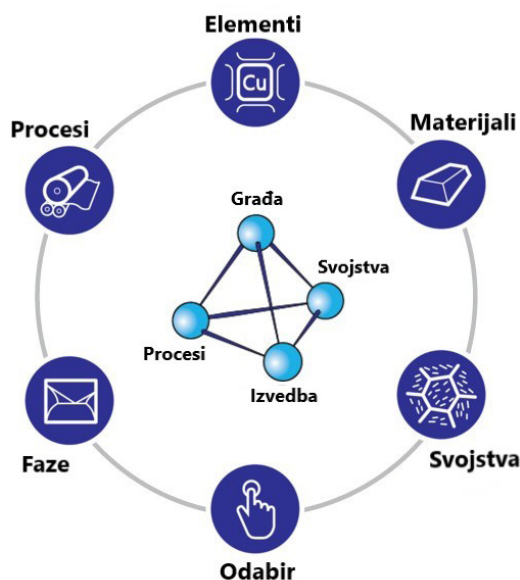 Elementi
Cu
Procesi
Materijali
Građa
Svojstva
Procesi
Izvedba
Faze
Svojstva
Odabir